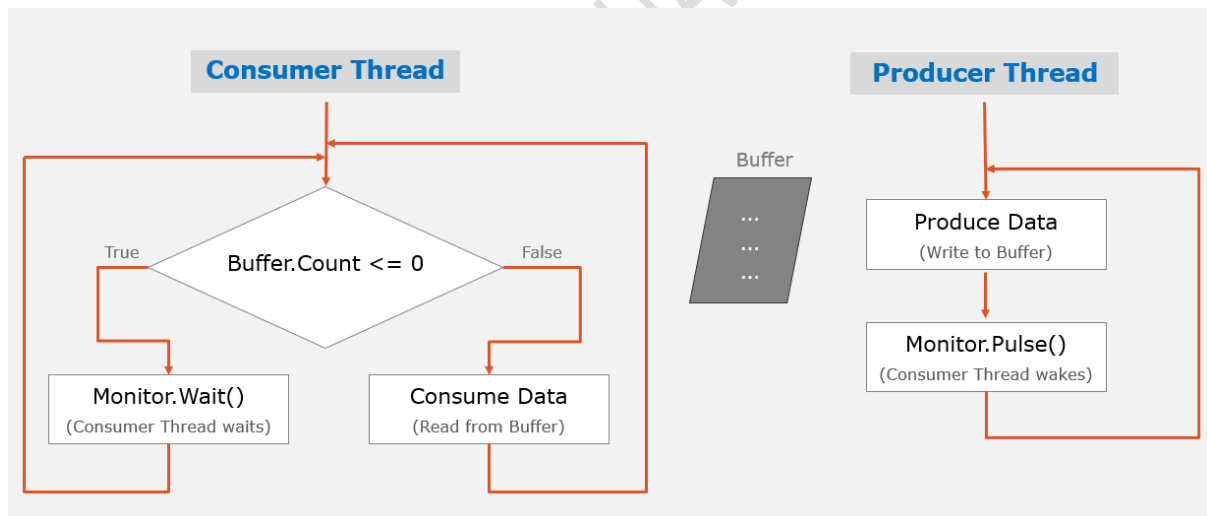 Consumer Thread
Producer Thread
Buffer
...
...
...
True
Buffer.Count <= 0
False
Produce Data
(Write to Buffer)
Monitor.Pulse()
(Consumer Thread wakes)
Monitor.Wait()
(Consumer Thread waits)
Consume Data
(Read from Buffer)